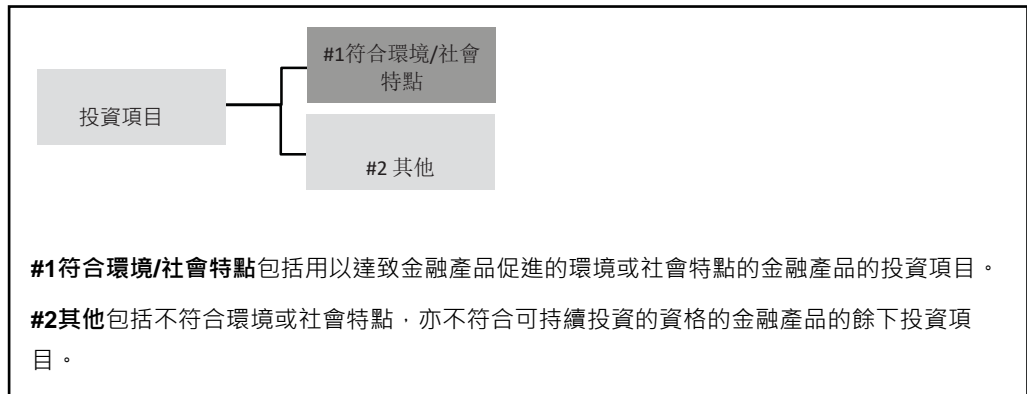 #1符合環境/社會
特點
投資項目
#2 其他
#1符合環境/社會特點包括用以達致金融產品促進的環境或社會特點的金融產品的投資項目。
#2其他包括不符合環境或社會特點，亦不符合可持續投資的資格的金融產品的餘下投資項
目。